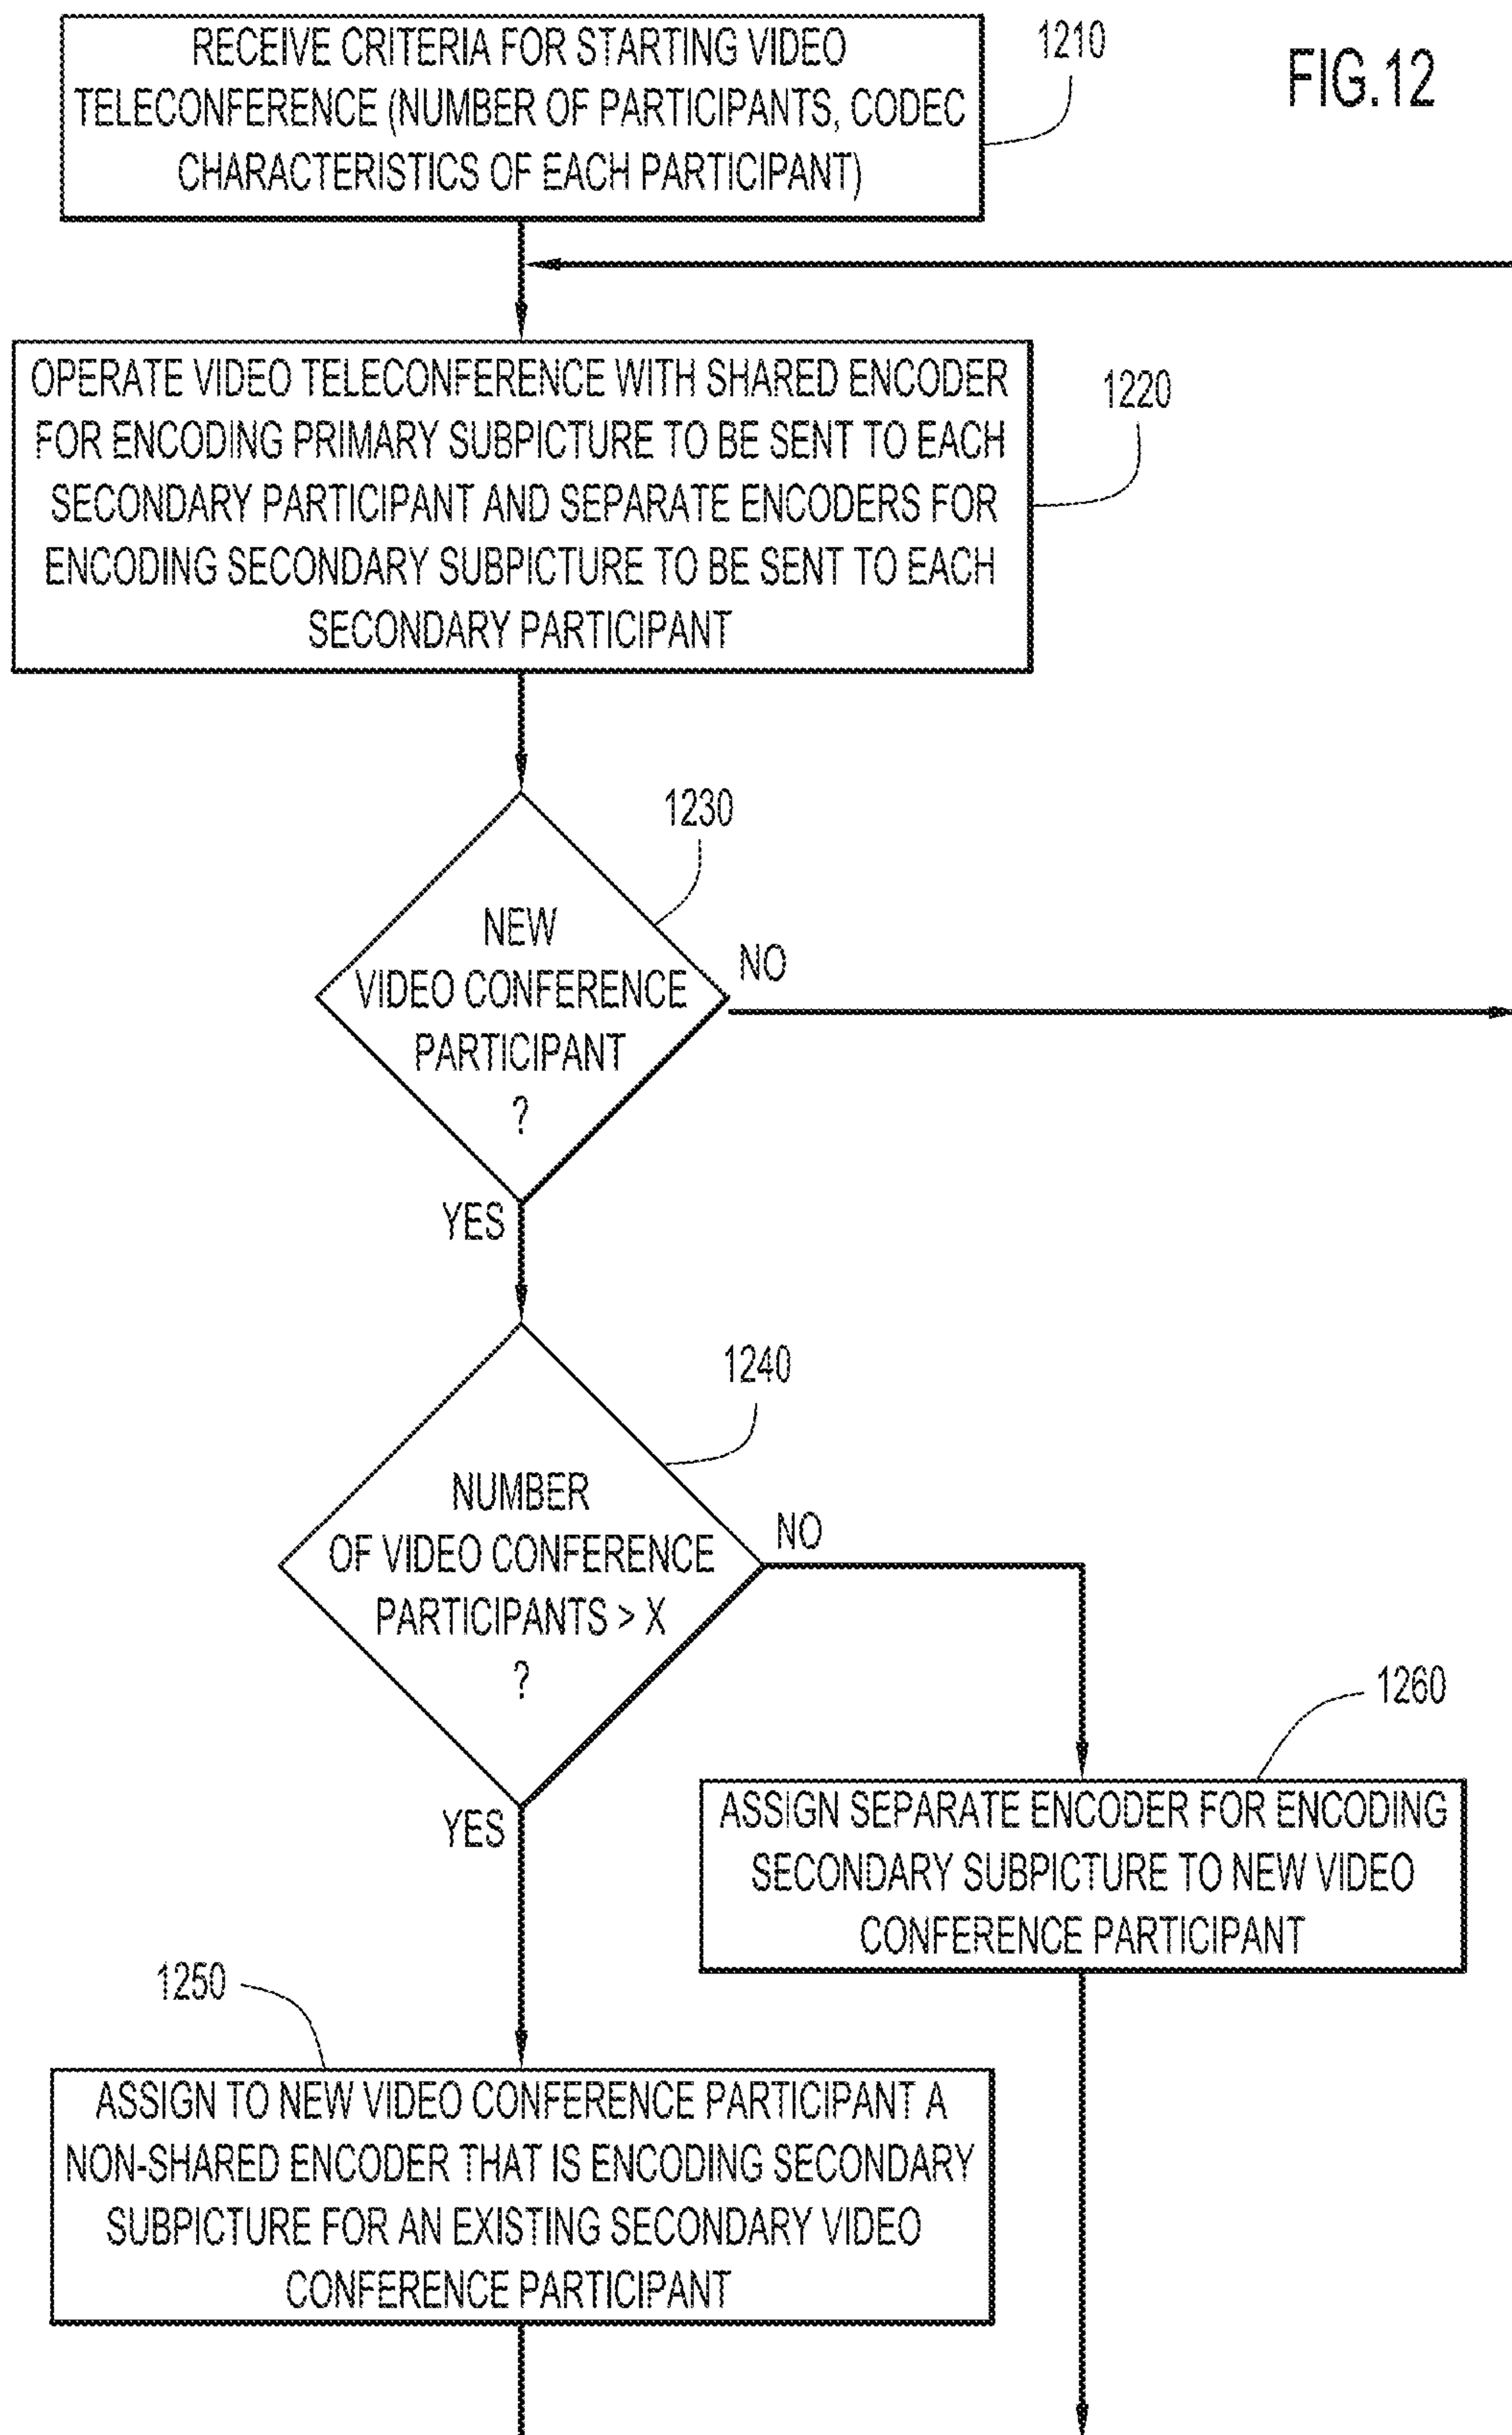 FIG.12
RECEIVE CRITERIA FOR STARTING VIDEO
TELECONFERENCE (NUMBER OF PARTICIPANTS, CODEC
CHARACTERISTICS OF EACH PARTICIPANT)
1210
OPERATE VIDEO TELECONFERENCE WITH SHARED ENCODER
FOR ENCODING PRIMARY SUBPICTURE TO BE SENT TO EACH
SECONDARY PARTICIPANT AND SEPARATE ENCODERS FOR
ENCODING SECONDARY SUBPICTURE TO BE SENT TO EACH
SECONDARY PARTICIPANT
1220
1230
NEW
VIDEO CONFERENCE
PARTICIPANT
?
NO
YES
1240
NUMBER
OF VIDEO CONFERENCE
PARTICIPANTS > X
?
NO
YES
1260
ASSIGN SEPARATE ENCODER FOR ENCODING
SECONDARY SUBPICTURE TO NEW VIDEO
CONFERENCE PARTICIPANT
1250
ASSIGN TO NEW VIDEO CONFERENCE PARTICIPANT A
NON-SHARED ENCODER THAT IS ENCODING SECONDARY
SUBPICTURE FOR AN EXISTING SECONDARY VIDEO
CONFERENCE PARTICIPANT